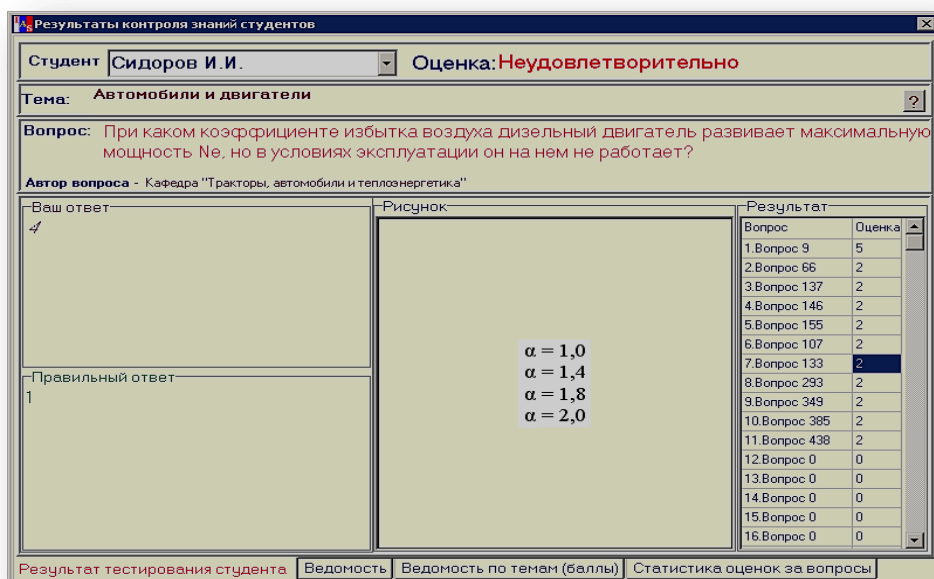 IAS Результаты контроля знаний студентов
Студент Сидоров И.И. Оценка: Неудовлетворительно
Тема: Автомобили и двигатели
?
Вопрос: При каком коэффициенте избытка воздуха дизельный двигатель развивает максимальную
мощность Ne, но в условиях эксплуатации он на нем не работает?
Автор вопроса - Кафедра "Тракторы, автомобили и теплоэнергетика"
Ваш ответ
4
Правильный ответ
1
Рисунок
α = 1,0
α = 1,4
α = 1,8
α = 2,0
Результат
Вопрос Оценка
1.Вопрос 9 5
2.Вопрос 66 2
3.Вопрос 137 2
4.Вопрос 146 2
5.Вопрос 155 2
6.Вопрос 107 2
7.Вопрос 133 2
8.Вопрос 293 2
9.Вопрос 349 2
10.Вопрос 385 2
11.Вопрос 438 2
12.Вопрос 0 0
13.Вопрос 0 0
14.Вопрос 0 0
15.Вопрос 0 0
16.Вопрос 0 0
Результат тестирования студента Ведомость Ведомость по темам (баллы) Статистика оценок за вопросы